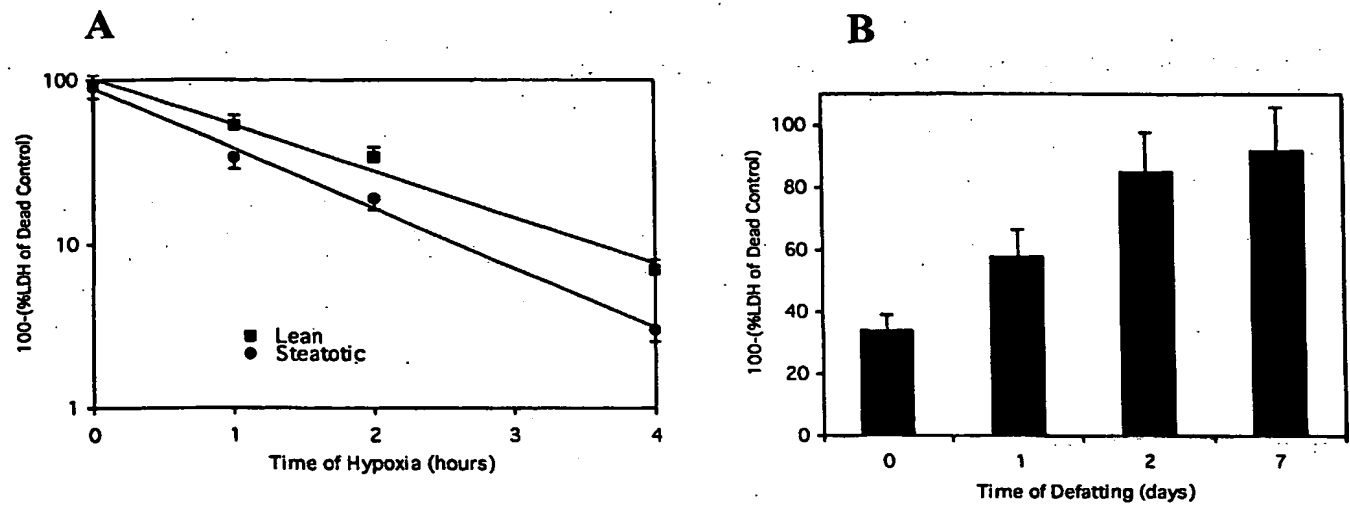 A
100-(%LDH of Dead Control)
100
10
1
Lean
Steatotic
0 1 2 3 4
Time of Hypoxia (hours)
B
100-(%LDH of Dead Control)
100
80
60
40
20
0
0 1 2 7
Time of Defatting (days)